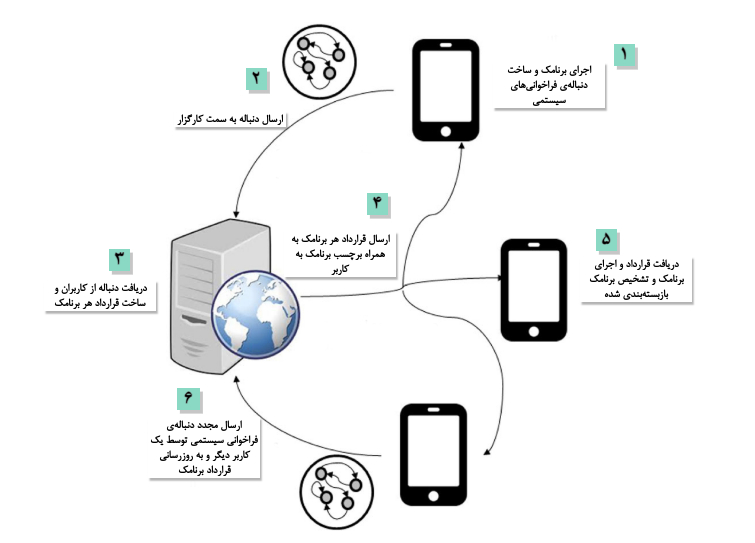 ۱
اجرای برنامک و ساخت
دنباله‌ی فراخوانی‌های
سیستمی
۲
ارسال دنباله به سمت کارگزار
۳
دریافت دنباله از کاربران و
ساخت قرارداد هر برنامک
۴
ارسال قرارداد هر برنامک به
همراه برچسب برنامک به
کاربر
۵
دریافت قرارداد و اجرای
برنامک و تشخیص برنامک
بازبسته‌بندی شده
۶
ارسال مجدد دنباله‌ی
فراخوانی سیستمی توسط یک
کاربر دیگر و به روزرسانی
قرارداد برنامک